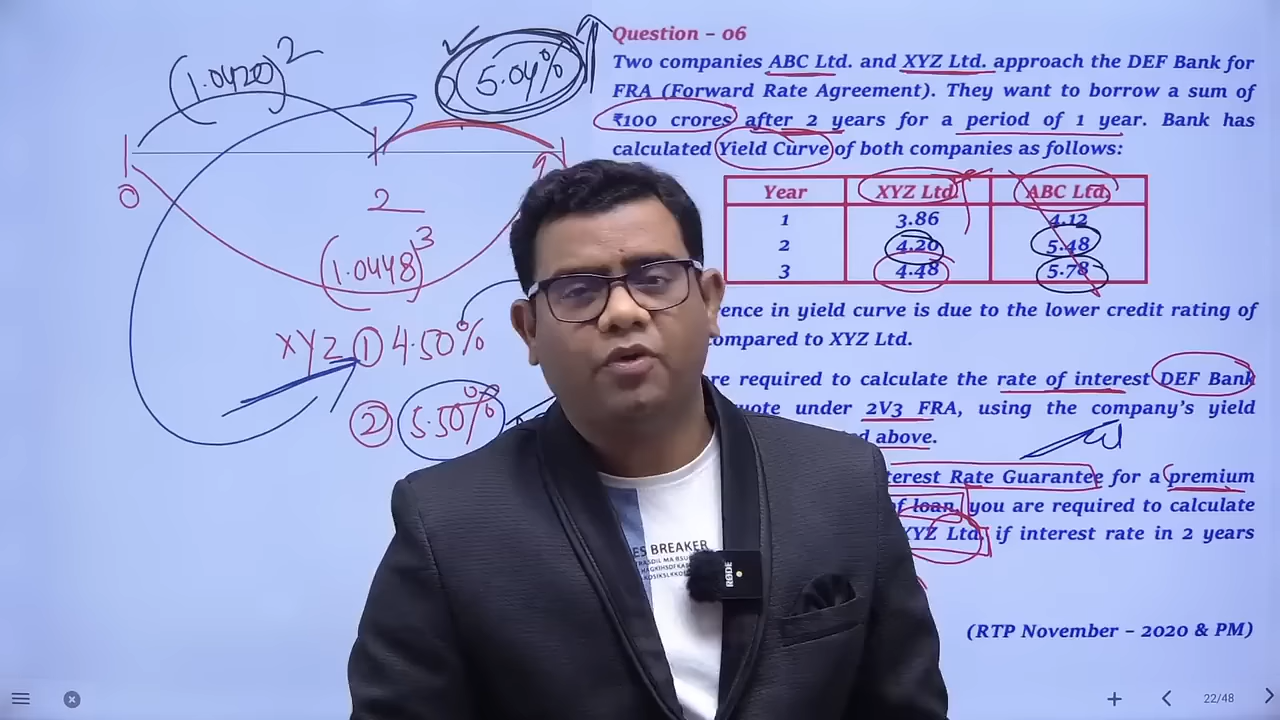 (1.0420)²
5.04%
0
2
(1.0448)³
XYZ ① 4.50%
② 5.50%
Question – 06
Two companies ABC Ltd. and XYZ Ltd. approach the DEF Bank for
FRA (Forward Rate Agreement). They want to borrow a sum of
₹100 crores after 2 years for a period of 1 year. Bank has
calculated Yield Curve of both companies as follows:
Year XYZ Ltd. ABC Ltd.
1 3.86 4.12
2 4.20 5.48
3 4.48 5.78
in yield curve is due to the lower credit rating of
compared to XYZ Ltd.
required to calculate the rate of interest DEF Bank
under 2V3 FRA, using the company's yield
above.
Rate Guarantee for a premium
of loan, you are required to calculate
XYZ Ltd. if interest rate in 2 years
(RTP November – 2020 & PM)
BREAKER
RØDE
22/48